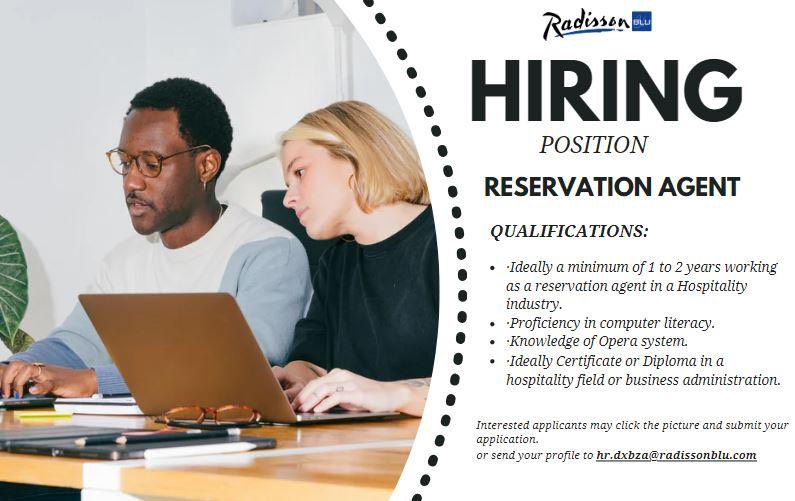 Radisson BLU
HIRING
POSITION
RESERVATION AGENT
QUALIFICATIONS:
• ·Ideally a minimum of 1 to 2 years working
as a reservation agent in a Hospitality
industry.
• ·Proficiency in computer literacy.
• ·Knowledge of Opera system.
• ·Ideally Certificate or Diploma in a
hospitality field or business administration.
Interested applicants may click the picture and submit your
application.
or send your profile to hr.dxbza@radissonblu.com